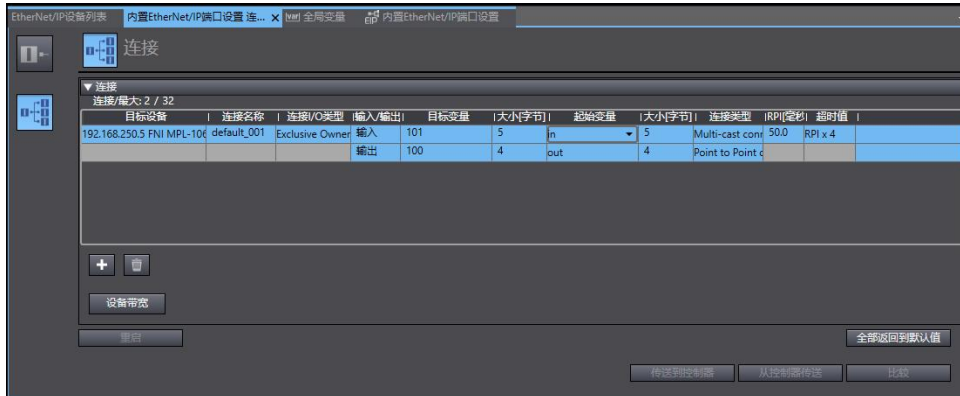 EtherNet/IP设备列表 内置EtherNet/IP端口设置 连... x 全局变量 内置EtherNet/IP端口设置
连接
▼连接
连接/最大: 2 / 32
目标设备 | 连接名称 | 连接I/O类型 |输入/输出| 目标变量 |大小[字节]| 起始变量 |大小[字节]| 连接类型 |RPI[毫秒| 超时值 |
192.168.250.5 FNI MPL-106 default_001 Exclusive Owner 输入 101 5 in 5 Multi-cast conn 50.0 RPI x 4
输出 100 4 out 4 Point to Point c
+
设备带宽
重启 全部返回到默认值
传送到控制器 从控制器传送 比较